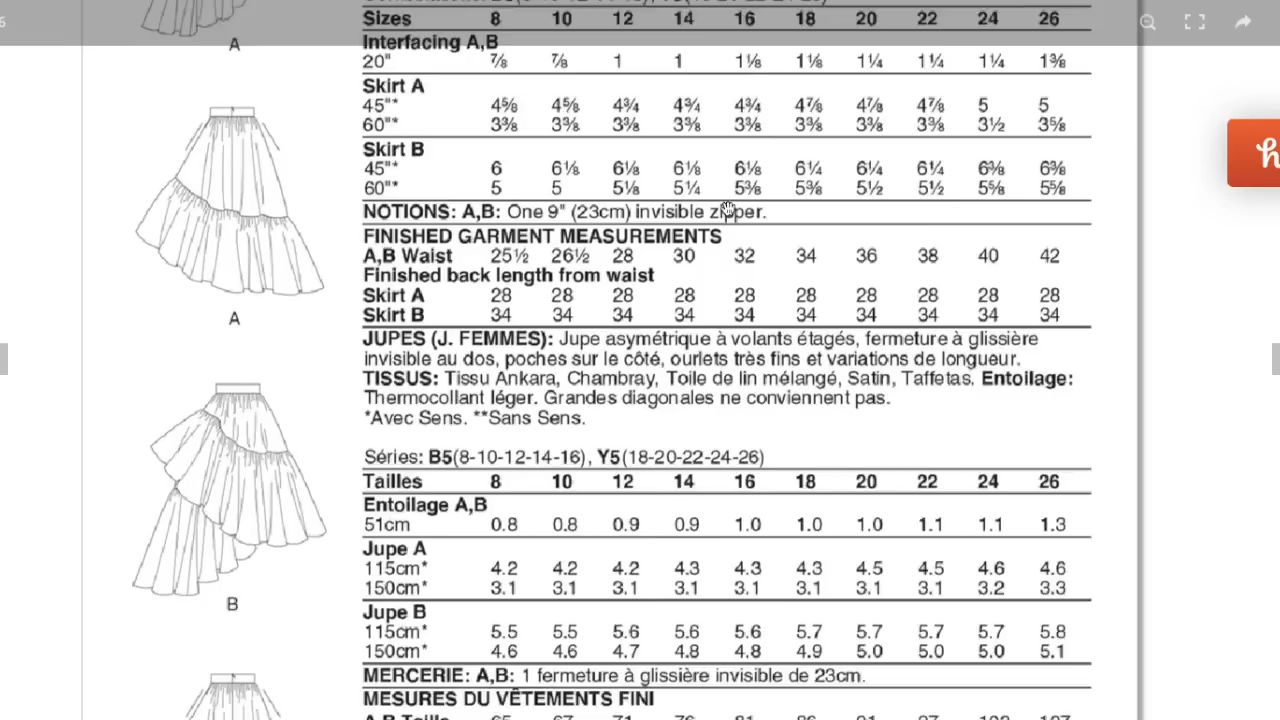 6
Sizes 8 10 12 14 16 18 20 22 24 26
A
Interfacing A,B
20" ⅞ ⅞ 1 1 1⅛ 1⅛ 1¼ 1¼ 1¼ 1⅜
Skirt A
45"* 4⅝ 4⅝ 4¾ 4¾ 4¾ 4⅞ 4⅞ 4⅞ 5 5
60"* 3⅜ 3⅜ 3⅜ 3⅜ 3⅜ 3⅜ 3⅜ 3⅜ 3½ 3⅝
Skirt B
45"* 6 6⅛ 6⅛ 6⅛ 6⅛ 6¼ 6¼ 6¼ 6⅜ 6⅜
60"* 5 5 5⅛ 5¼ 5⅜ 5⅜ 5½ 5½ 5⅝ 5⅝
NOTIONS: A,B: One 9" (23cm) invisible zipper.
FINISHED GARMENT MEASUREMENTS
A,B Waist 25½ 26½ 28 30 32 34 36 38 40 42
Finished back length from waist
Skirt A 28 28 28 28 28 28 28 28 28 28
Skirt B 34 34 34 34 34 34 34 34 34 34
A
JUPES (J. FEMMES): Jupe asymétrique à volants étagés, fermeture à glissière
invisible au dos, poches sur le côté, ourlets très fins et variations de longueur.
TISSUS: Tissu Ankara, Chambray, Toile de lin mélangé, Satin, Taffetas. Entoilage:
Thermocollant léger. Grandes diagonales ne conviennent pas.
*Avec Sens. **Sans Sens.
Séries: B5(8-10-12-14-16), Y5(18-20-22-24-26)
Tailles 8 10 12 14 16 18 20 22 24 26
Entoilage A,B
51cm 0.8 0.8 0.9 0.9 1.0 1.0 1.0 1.1 1.1 1.3
Jupe A
115cm* 4.2 4.2 4.2 4.3 4.3 4.3 4.5 4.5 4.6 4.6
150cm* 3.1 3.1 3.1 3.1 3.1 3.1 3.1 3.1 3.2 3.3
B
Jupe B
115cm* 5.5 5.5 5.6 5.6 5.6 5.7 5.7 5.7 5.7 5.8
150cm* 4.6 4.6 4.7 4.8 4.8 4.9 5.0 5.0 5.0 5.1
MERCERIE: A,B: 1 fermeture à glissière invisible de 23cm.
MESURES DU VÊTEMENTS FINI
h